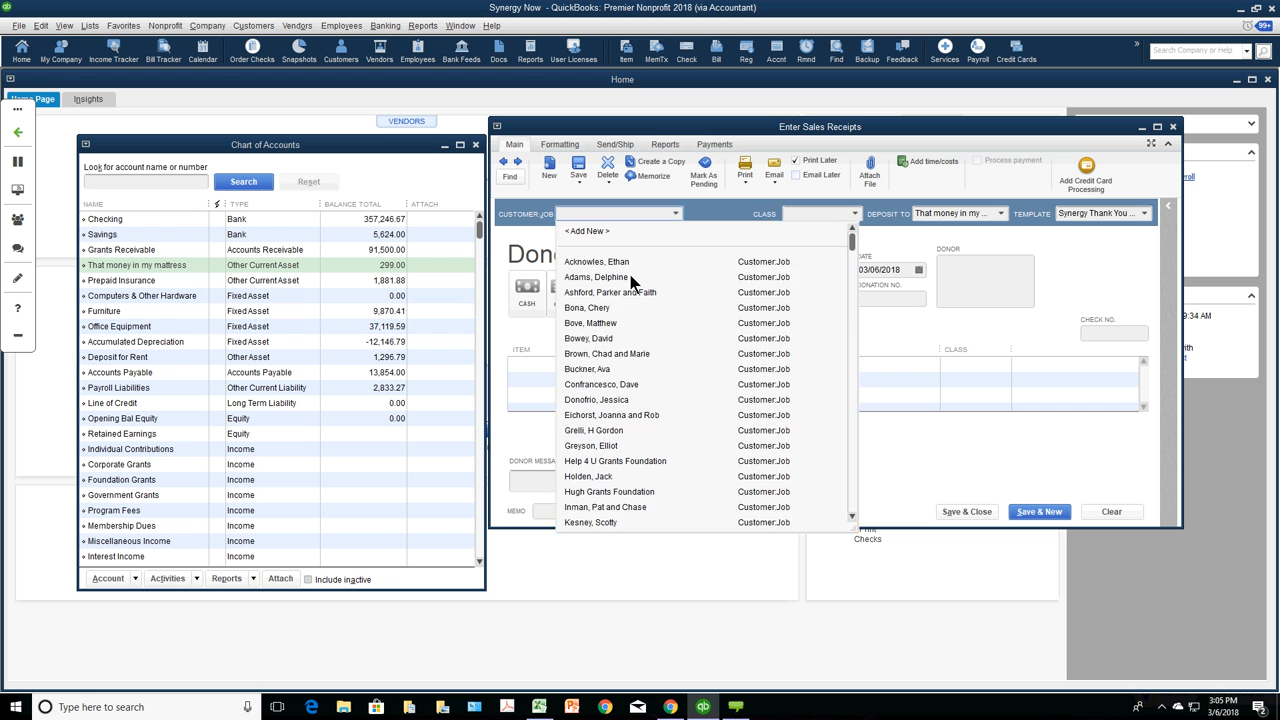 Synergy Now - QuickBooks: Premier Nonprofit 2018 (via Accountant)
File Edit View Lists Favorites Nonprofit Company Customers Vendors Employees Banking Reports Window Help
99+
Home My Company Income Tracker Bill Tracker Calendar Order Checks Snapshots Customers Vendors Employees Bank Feeds Docs Reports User Licenses Item MemTx Check Bill Reg Accnt Rmnd Find Backup Feedback Services Payroll Credit Cards
Search Company or Help
Home
Home Page Insights
VENDORS
Chart of Accounts
Look for account name or number
Search Reset
NAME TYPE BALANCE TOTAL ATTACH
Checking Bank 357,246.67
Savings Bank 5,624.00
Grants Receivable Accounts Receivable 91,500.00
That money in my mattress Other Current Asset 299.00
Prepaid Insurance Other Current Asset 1,881.88
Computers & Other Hardware Fixed Asset 0.00
Furniture Fixed Asset 9,870.41
Office Equipment Fixed Asset 37,119.59
Accumulated Depreciation Fixed Asset -12,146.79
Deposit for Rent Other Asset 1,296.79
Accounts Payable Accounts Payable 13,854.00
Payroll Liabilities Other Current Liability 2,833.27
Line of Credit Long Term Liability 0.00
Opening Bal Equity Equity 0.00
Retained Earnings Equity
Individual Contributions Income
Corporate Grants Income
Foundation Grants Income
Government Grants Income
Program Fees Income
Membership Dues Income
Miscellaneous Income Income
Interest Income Income
Account Activities Reports Attach Include inactive
Enter Sales Receipts
Main Formatting Send/Ship Reports Payments
Find New Save Delete Create a Copy Memorize Mark As Pending Print Email Print Later Email Later Attach File Add time/costs Process payment Add Credit Card Processing
CUSTOMER:JOB CLASS DEPOSIT TO That money in my ... TEMPLATE Synergy Thank You ...
Dono
CASH
DATE
03/06/2018
DONATION NO.
DONOR
CHECK NO.
ITEM CLASS
DONOR MESSA
MEMO
< Add New >
Acknowles, Ethan Customer:Job
Adams, Delphine Customer:Job
Ashford, Parker and Faith Customer:Job
Bona, Chery Customer:Job
Bove, Matthew Customer:Job
Bowey, David Customer:Job
Brown, Chad and Marie Customer:Job
Buckner, Ava Customer:Job
Confrancesco, Dave Customer:Job
Donofrio, Jessica Customer:Job
Eichorst, Joanna and Rob Customer:Job
Grelli, H Gordon Customer:Job
Greyson, Elliot Customer:Job
Help 4 U Grants Foundation Customer:Job
Holden, Jack Customer:Job
Hugh Grants Foundation Customer:Job
Inman, Pat and Chase Customer:Job
Kesney, Scotty Customer:Job
Save & Close Save & New Clear
Checks
yroll
9:34 AM
with
Type here to search
3:05 PM
3/6/2018
2